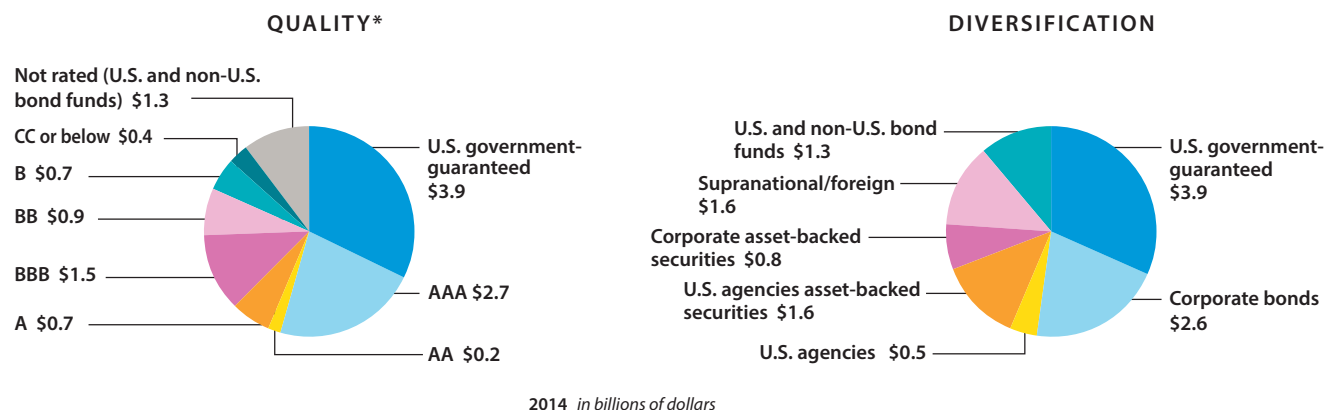 QUALITY*
Not rated (U.S. and non-U.S.
bond funds) $1.3
CC or below $0.4
B $0.7
BB $0.9
BBB $1.5
A $0.7
U.S. government-
guaranteed
$3.9
AAA $2.7
AA $0.2
DIVERSIFICATION
U.S. and non-U.S. bond
funds $1.3
Supranational/foreign
$1.6
Corporate asset-backed
securities $0.8
U.S. agencies asset-backed
securities $1.6
U.S. agencies $0.5
U.S. government-
guaranteed
$3.9
Corporate bonds
$2.6
2014 in billions of dollars